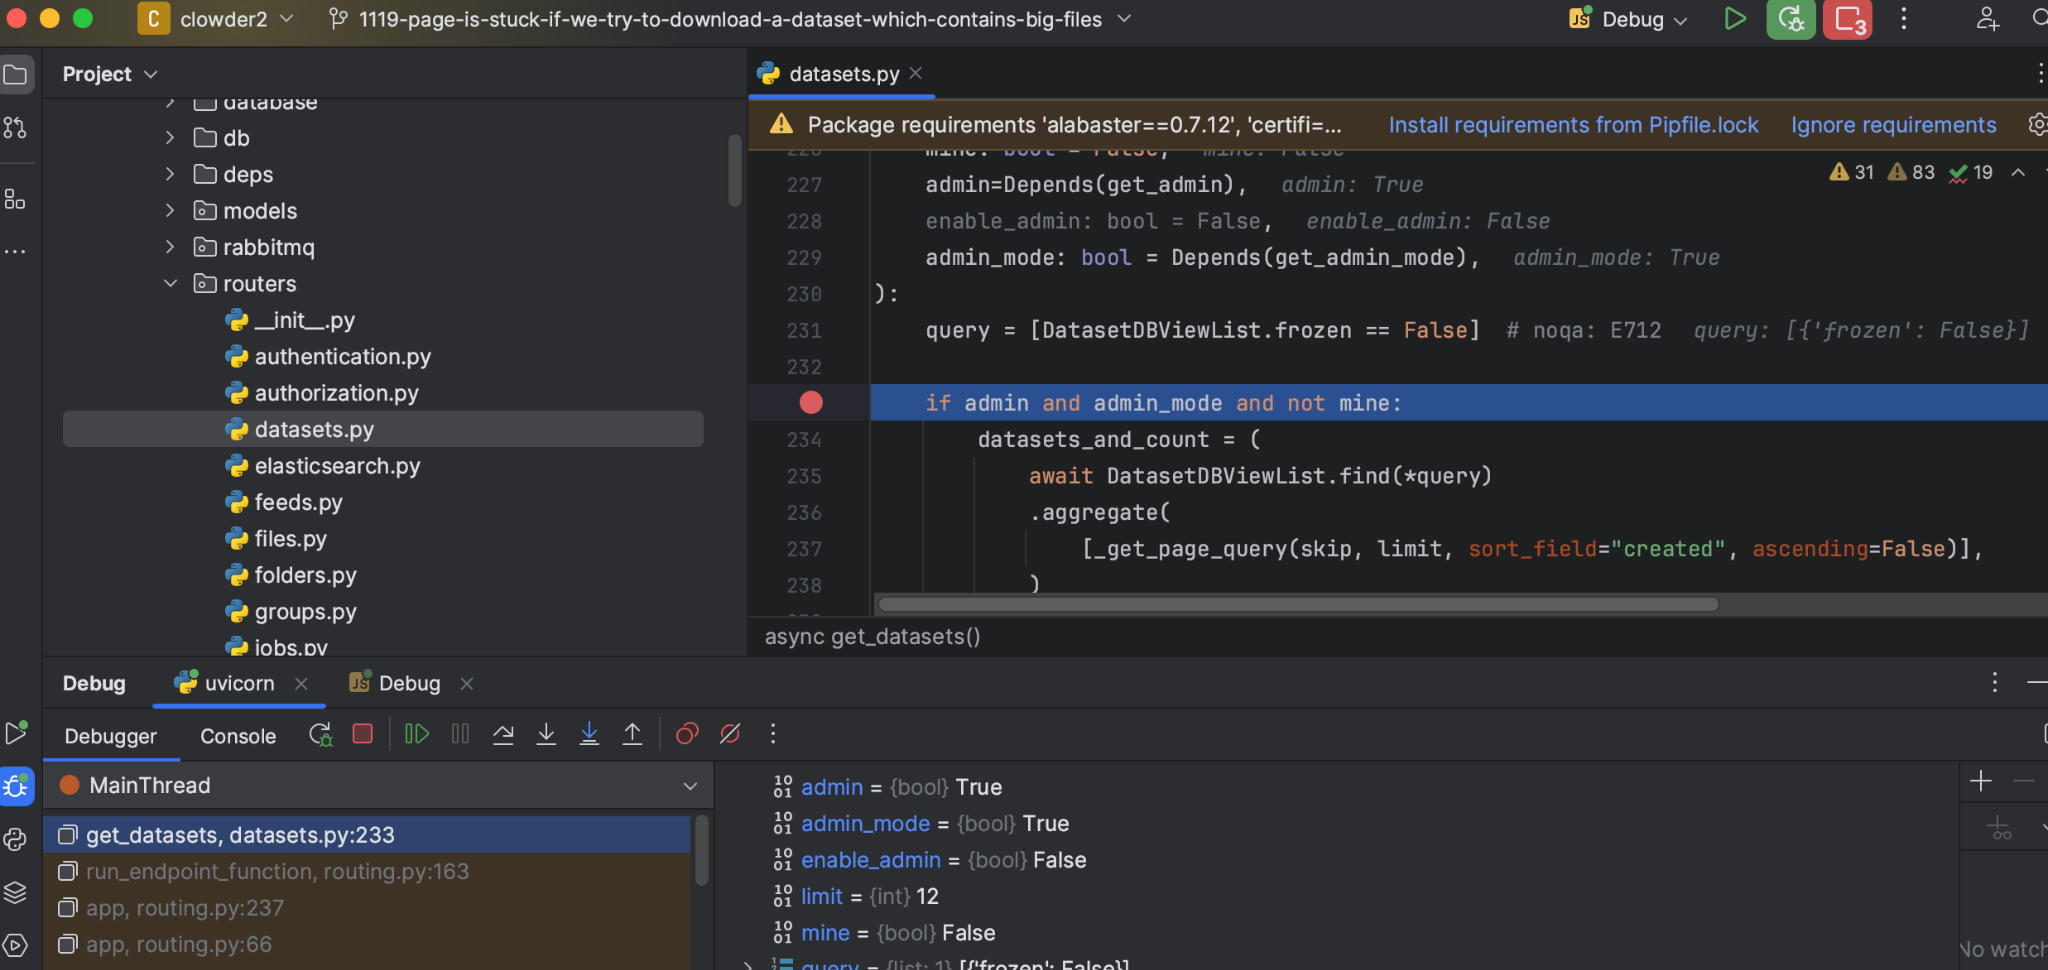 C clowder2 1119-page-is-stuck-if-we-try-to-download-a-dataset-which-contains-big-files JS Debug 3
Project
datasets.py
Package requirements 'alabaster==0.7.12', 'certifi=... Install requirements from Pipfile.lock Ignore requirements
31 83 19
database
db
deps
models
rabbitmq
routers
__init__.py
authentication.py
authorization.py
datasets.py
elasticsearch.py
feeds.py
files.py
folders.py
groups.py
jobs.py
226 mine: bool = False, mine: False
227 admin=Depends(get_admin), admin: True
228 enable_admin: bool = False, enable_admin: False
229 admin_mode: bool = Depends(get_admin_mode), admin_mode: True
230 ):
231 query = [DatasetDBViewList.frozen == False] # noqa: E712 query: [{'frozen': False}]
232
if admin and admin_mode and not mine:
234 datasets_and_count = (
235 await DatasetDBViewList.find(*query)
236 .aggregate(
237 [_get_page_query(skip, limit, sort_field="created", ascending=False)],
238 )
async get_datasets()
Debug uvicorn JS Debug
Debugger Console
MainThread
get_datasets, datasets.py:233
run_endpoint_function, routing.py:163
app, routing.py:237
app, routing.py:66
admin = {bool} True
admin_mode = {bool} True
enable_admin = {bool} False
limit = {int} 12
mine = {bool} False
query = {list: 1} [{'frozen': False}]
No watch